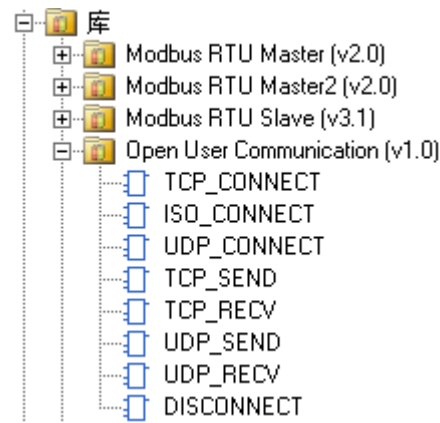 库
Modbus RTU Master (v2.0)
Modbus RTU Master2 (v2.0)
Modbus RTU Slave (v3.1)
Open User Communication (v1.0)
TCP_CONNECT
ISO_CONNECT
UDP_CONNECT
TCP_SEND
TCP_RECV
UDP_SEND
UDP_RECV
DISCONNECT